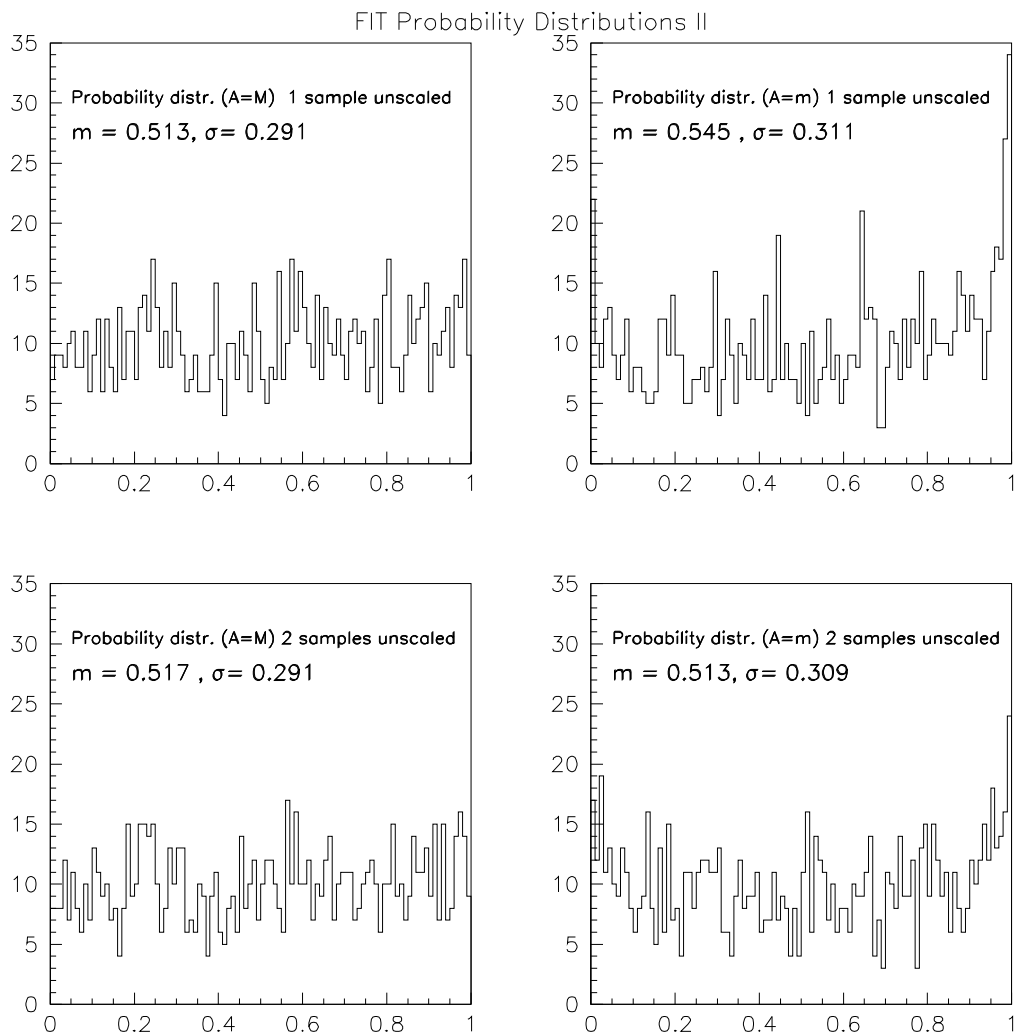 FIT Probability Distributions II
35
30
25
20
15
10
5
0
Probability distr. (A=M) 1 sample unscaled
m = 0.513, σ= 0.291
0 0.2 0.4 0.6 0.8 1
35
30
25
20
15
10
5
0
Probability distr. (A=m) 1 sample unscaled
m = 0.545 , σ= 0.311
0 0.2 0.4 0.6 0.8 1
35
30
25
20
15
10
5
0
Probability distr. (A=M) 2 samples unscaled
m = 0.517 , σ= 0.291
0 0.2 0.4 0.6 0.8 1
35
30
25
20
15
10
5
0
Probability distr. (A=m) 2 samples unscaled
m = 0.513, σ= 0.309
0 0.2 0.4 0.6 0.8 1